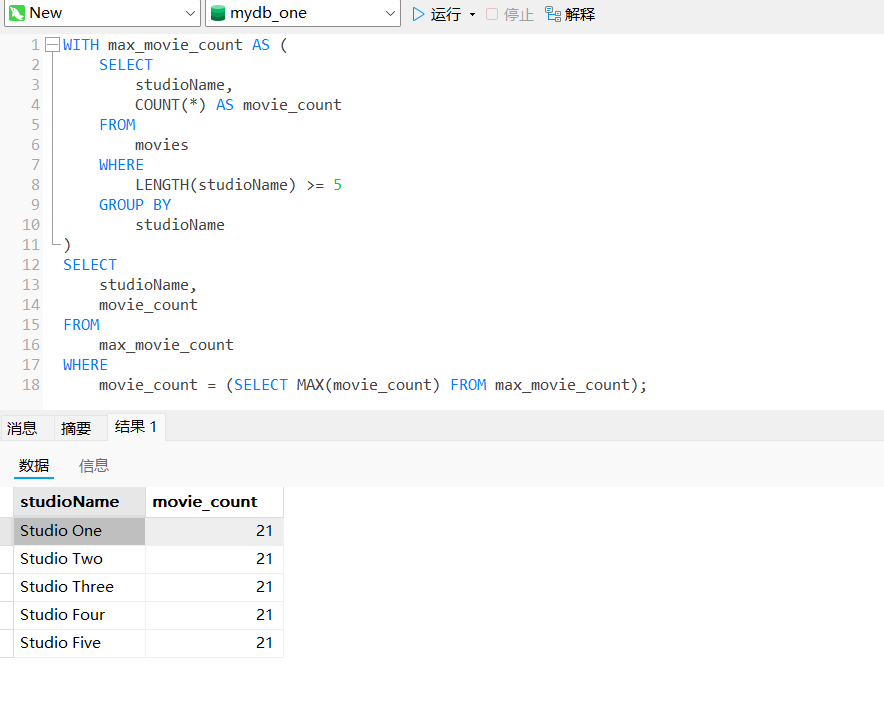 New mydb_one 运行 停止 解释
1 WITH max_movie_count AS (
2 SELECT
3 studioName,
4 COUNT(*) AS movie_count
5 FROM
6 movies
7 WHERE
8 LENGTH(studioName) >= 5
9 GROUP BY
10 studioName
11 )
12 SELECT
13 studioName,
14 movie_count
15 FROM
16 max_movie_count
17 WHERE
18 movie_count = (SELECT MAX(movie_count) FROM max_movie_count);
消息 摘要 结果 1
数据 信息
studioName movie_count
Studio One 21
Studio Two 21
Studio Three 21
Studio Four 21
Studio Five 21